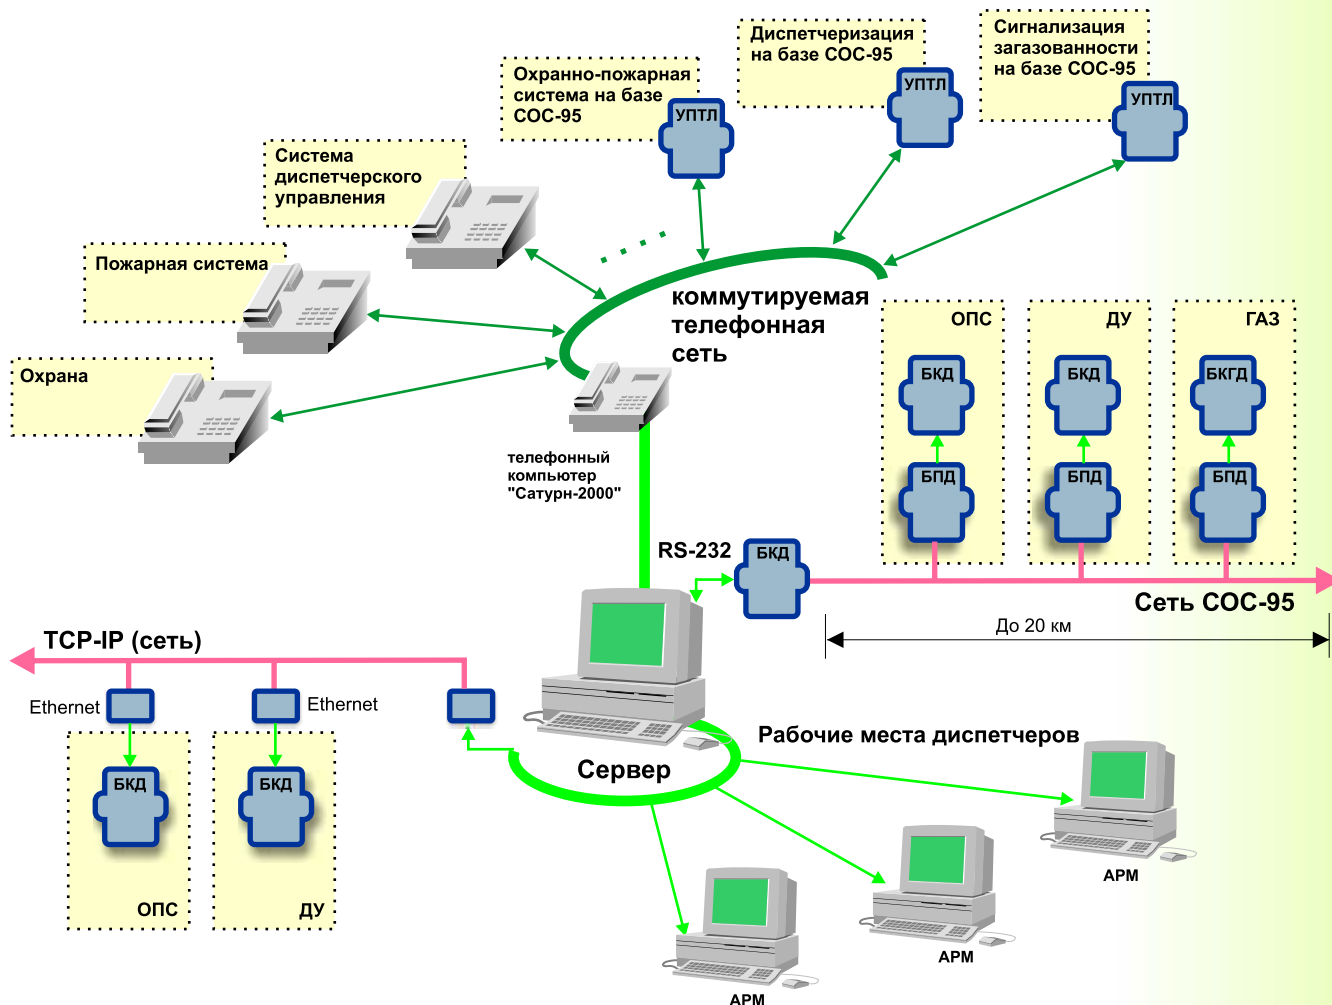 Диспетчеризация
на базе СОС-95
УПТЛ
Сигнализация
загазованности
на базе СОС-95
УПТЛ
Охранно-пожарная
система на базе
СОС-95
УПТЛ
Система
диспетчерского
управления
Пожарная система
Охрана
коммутируемая
телефонная
сеть
телефонный
компьютер
"Сатурн-2000"
ОПС
БКД
БПД
ДУ
БКД
БПД
ГАЗ
БКГД
БПД
RS-232
БКД
Сеть СОС-95
До 20 км
TCP-IP (сеть)
Ethernet
Ethernet
БКД
ОПС
БКД
ДУ
Сервер
Рабочие места диспетчеров
АРМ
АРМ
АРМ